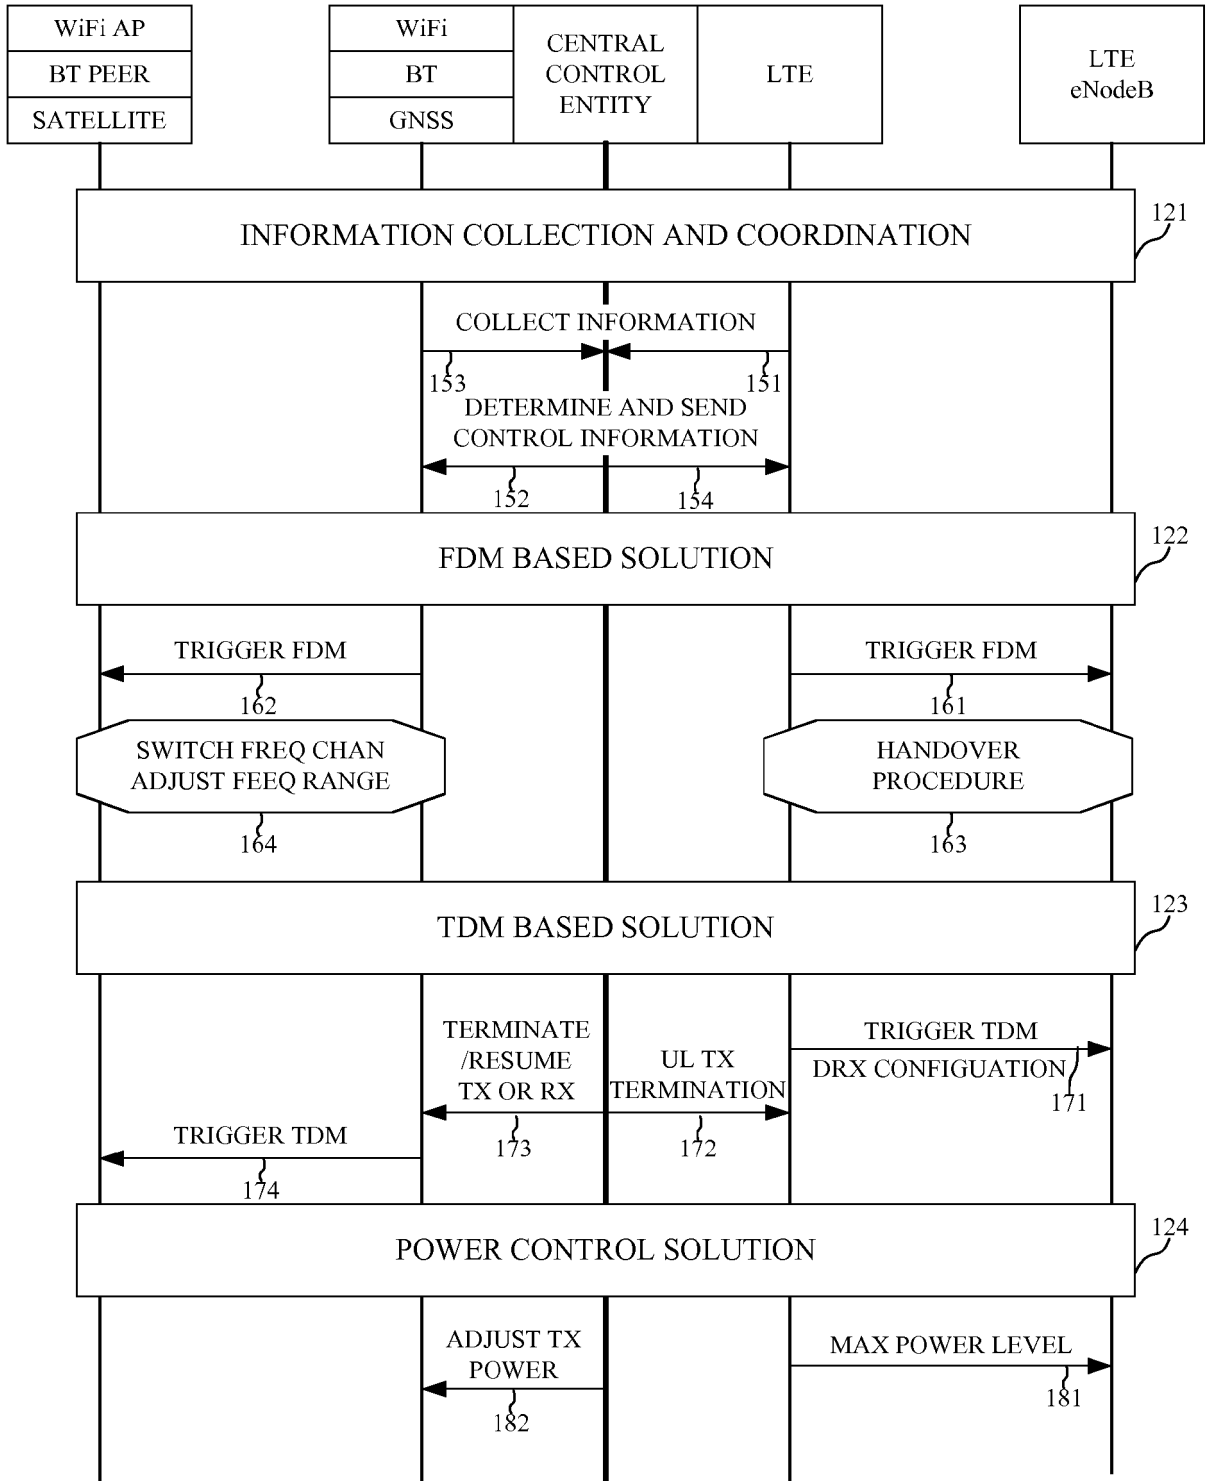 WiFi AP
BT PEER
SATELLITE
WiFi
BT
GNSS
CENTRAL
CONTROL
ENTITY
LTE
LTE
eNodeB
INFORMATION COLLECTION AND COORDINATION
121
COLLECT INFORMATION
153
151
DETERMINE AND SEND
CONTROL INFORMATION
152
154
FDM BASED SOLUTION
122
TRIGGER FDM
162
TRIGGER FDM
161
SWITCH FREQ CHAN
ADJUST FEEQ RANGE
164
HANDOVER
PROCEDURE
163
TDM BASED SOLUTION
123
TERMINATE
/RESUME
TX OR RX
173
UL TX
TERMINATION
172
TRIGGER TDM
DRX CONFIGUATION
171
TRIGGER TDM
174
POWER CONTROL SOLUTION
124
ADJUST TX
POWER
182
MAX POWER LEVEL
181